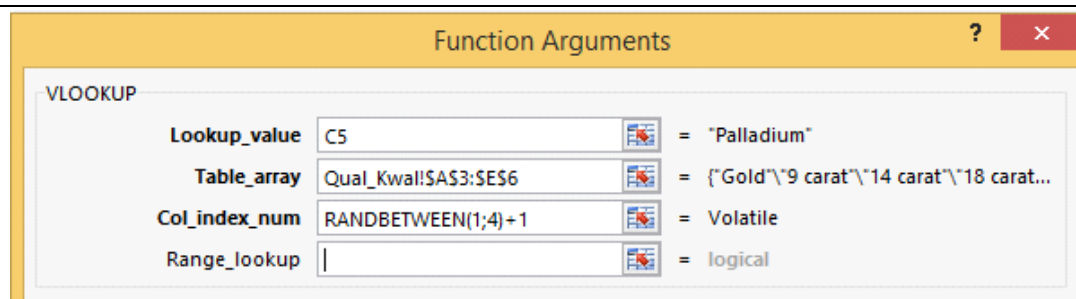 Function Arguments ? ×
VLOOKUP
Lookup_value C5 = "Palladium"
Table_array Qual_Kwal!$A$3:$E$6 = {"Gold"\"9 carat"\"14 carat"\"18 carat...
Col_index_num RANDBETWEEN(1;4)+1 = Volatile
Range_lookup = logical